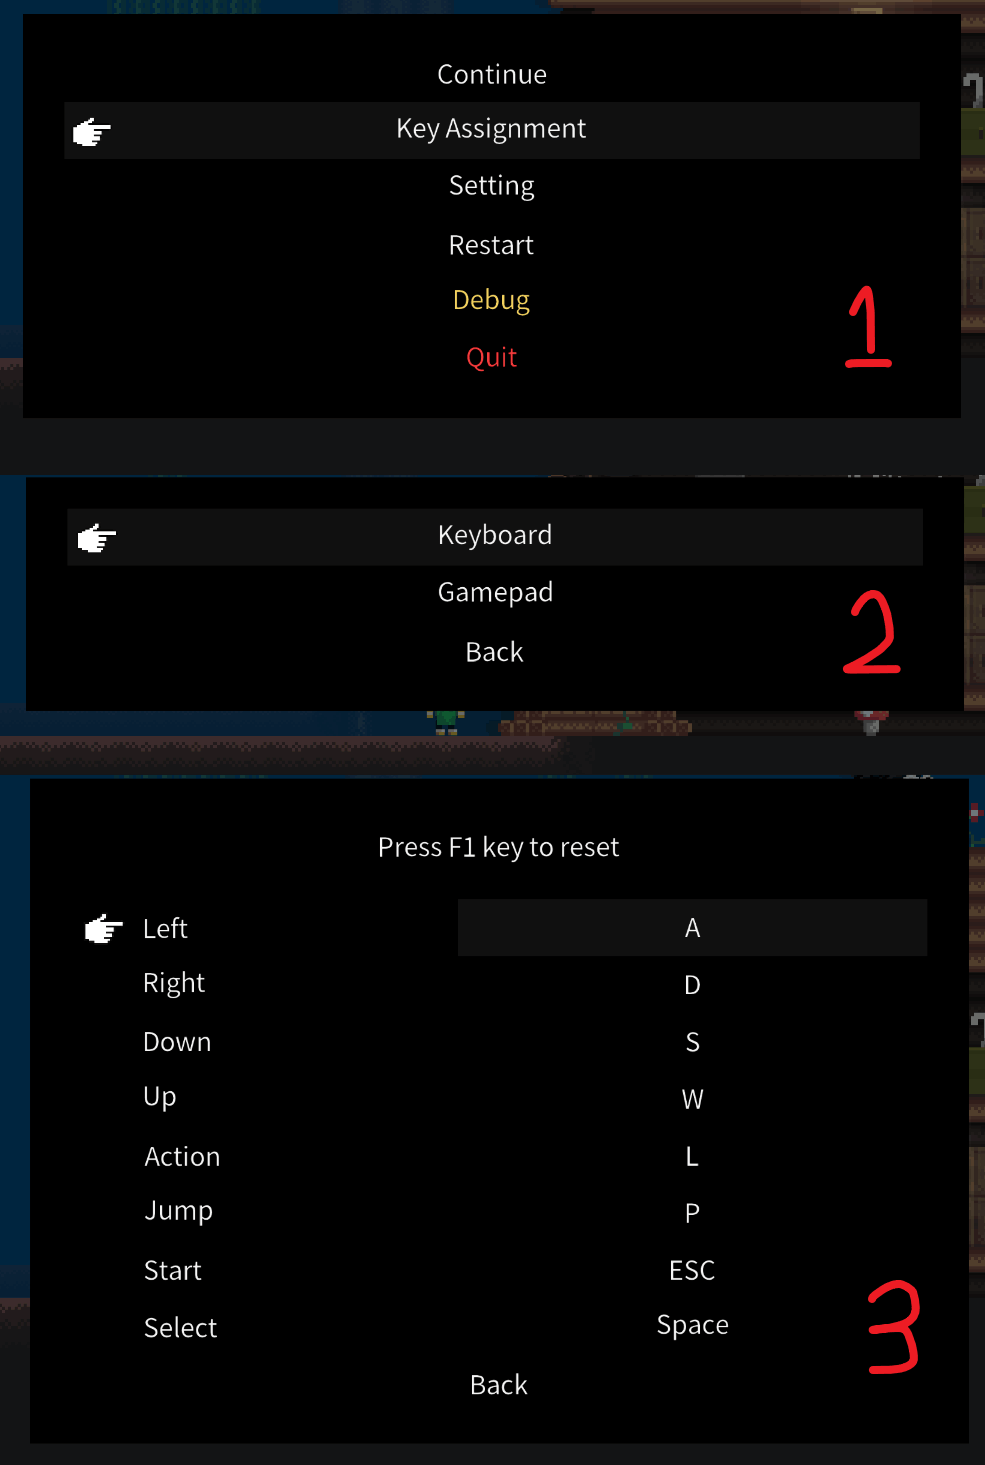 Continue
Key Assignment
Setting
Restart
Debug
Quit
1
Keyboard
Gamepad
Back
2
Press F1 key to reset
Left A
Right D
Down S
Up W
Action L
Jump P
Start ESC
Select Space
Back
3